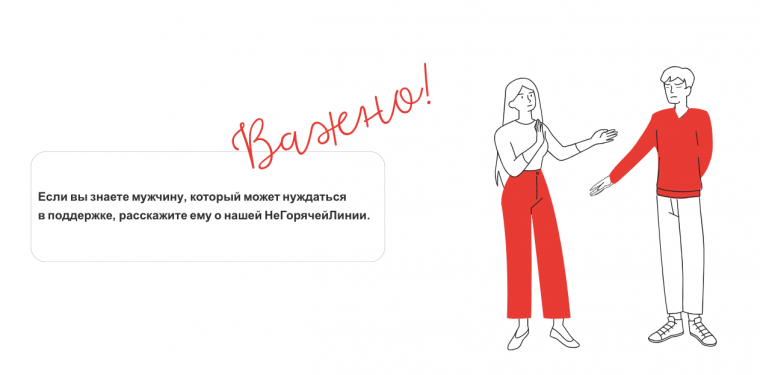 Важно!
Если вы знаете мужчину, который может нуждаться
в поддержке, расскажите ему о нашей НеГорячейЛинии.